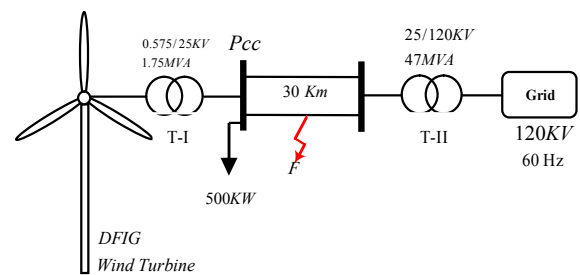 0.575/25KV
1.75MVA
T-I
Pcc
500KW
30 Km
F
25/120KV
47MVA
T-II
Grid
120KV
60 Hz
DFIG
Wind Turbine